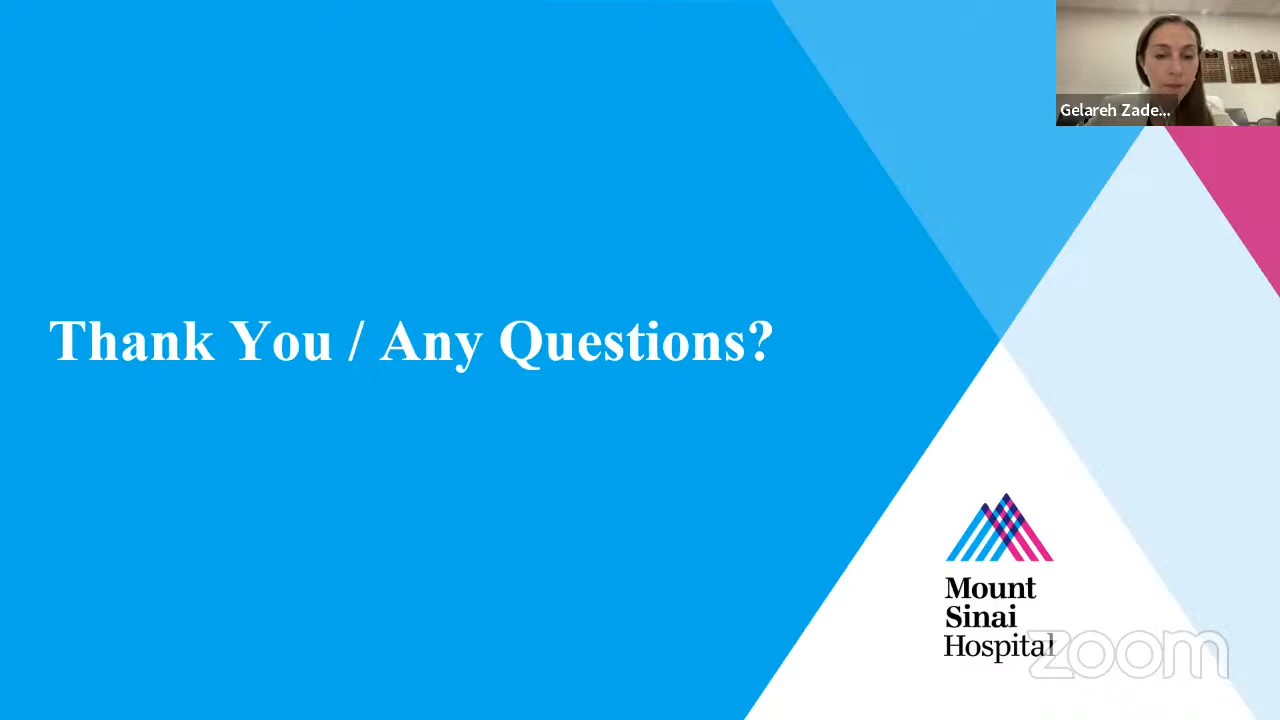 Gelareh Zade...
Thank You / Any Questions?
Mount
Sinai
Hospital
zoom